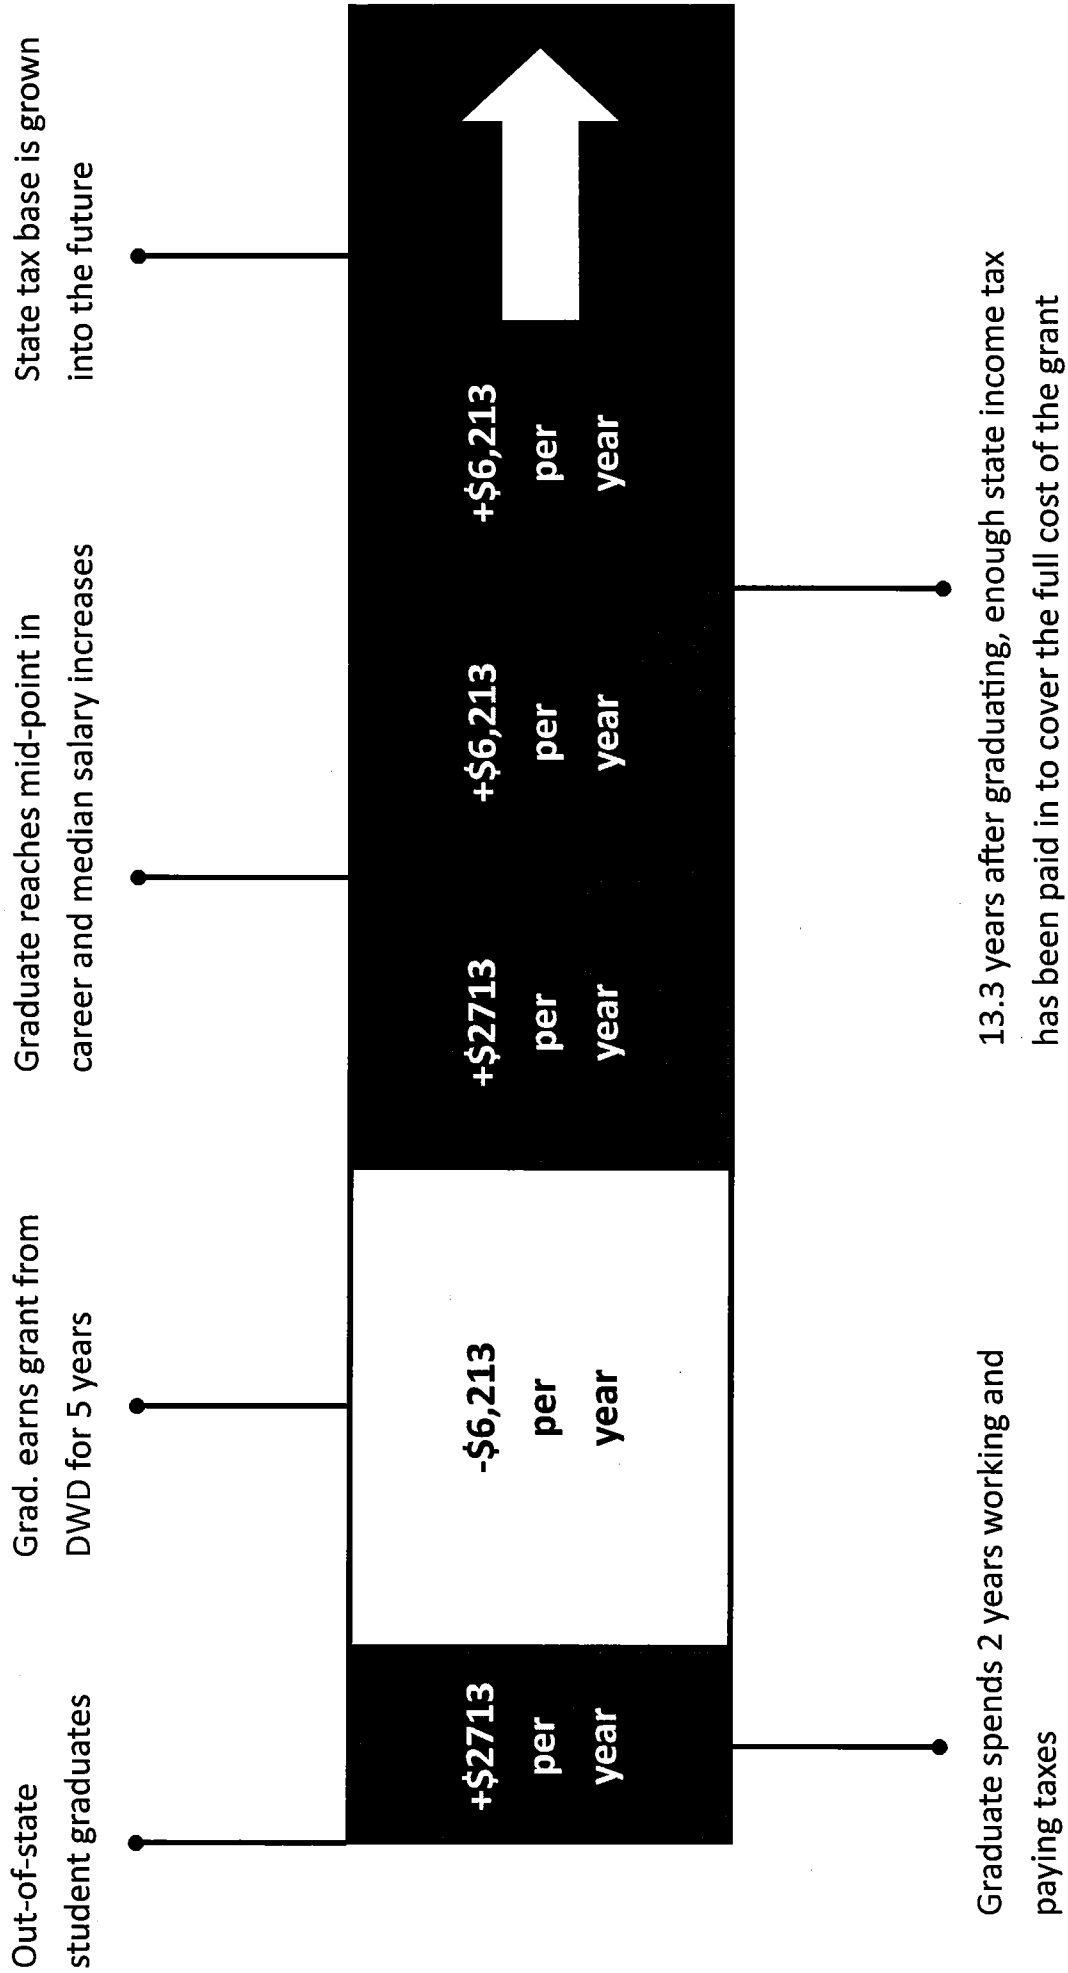 Out-of-state
student graduates
Grad. earns grant from
DWD for 5 years
Graduate reaches mid-point in
career and median salary increases
State tax base is grown
into the future
+$2713
per
year
-$6,213
per
year
+$2713
per
year
+$6,213
per
year
+$6,213
per
year
Graduate spends 2 years working and
paying taxes
13.3 years after graduating, enough state income tax
has been paid in to cover the full cost of the grant